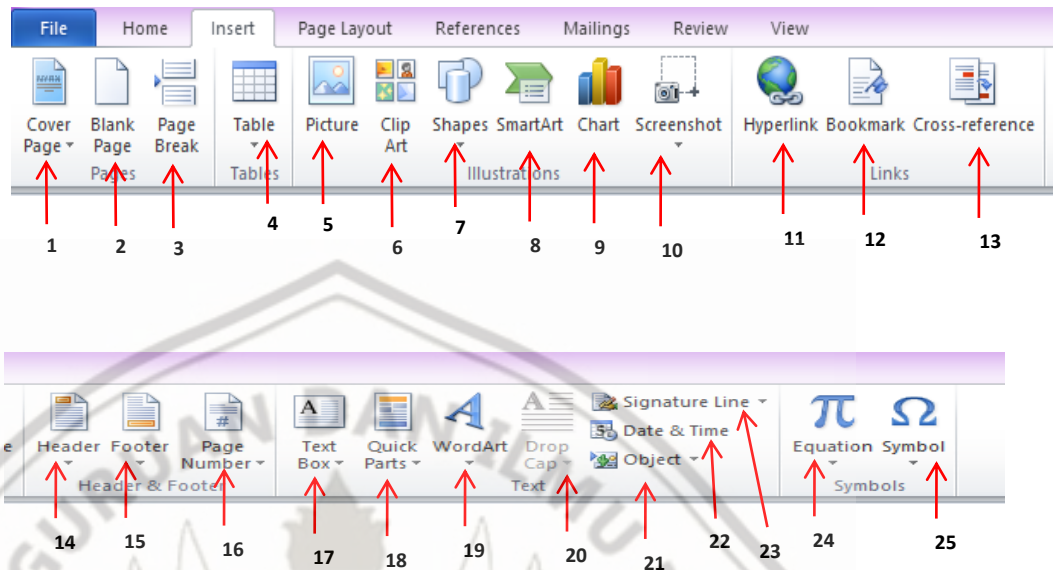 File Home Insert Page Layout References Mailings Review View
Cover Blank Page Table Picture Clip Shapes SmartArt Chart Screenshot Hyperlink Bookmark Cross-reference
Page Page Break Art
Pages Tables Illustrations Links
1 2 3 4 5 6 7 8 9 10 11 12 13
Signature Line
e Header Footer Page Text Quick WordArt Drop Date & Time Equation Symbol
Number Box Parts Cap Object
Header & Footer Text Symbols
14 15 16 17 18 19 20 21 22 23 24 25